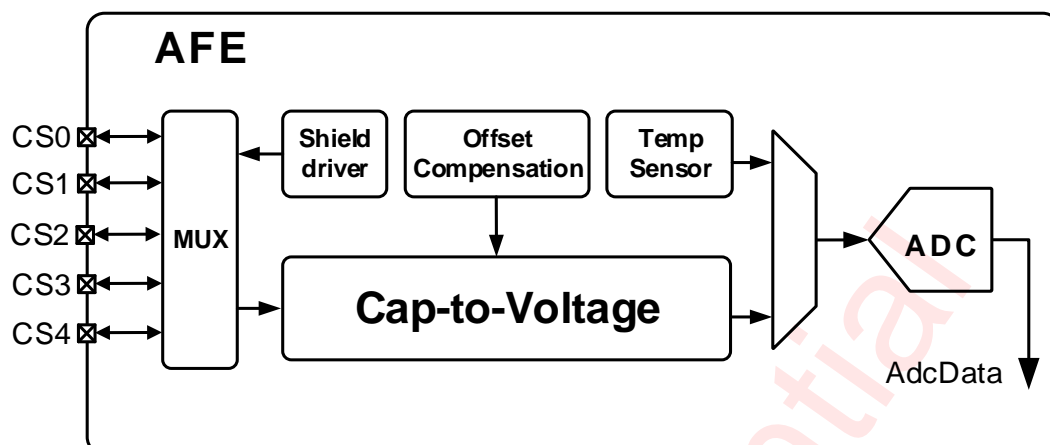 AFE
CS0
CS1
CS2
CS3
CS4
MUX
Shield
driver
Offset
Compensation
Temp
Sensor
Cap-to-Voltage
ADC
AdcData